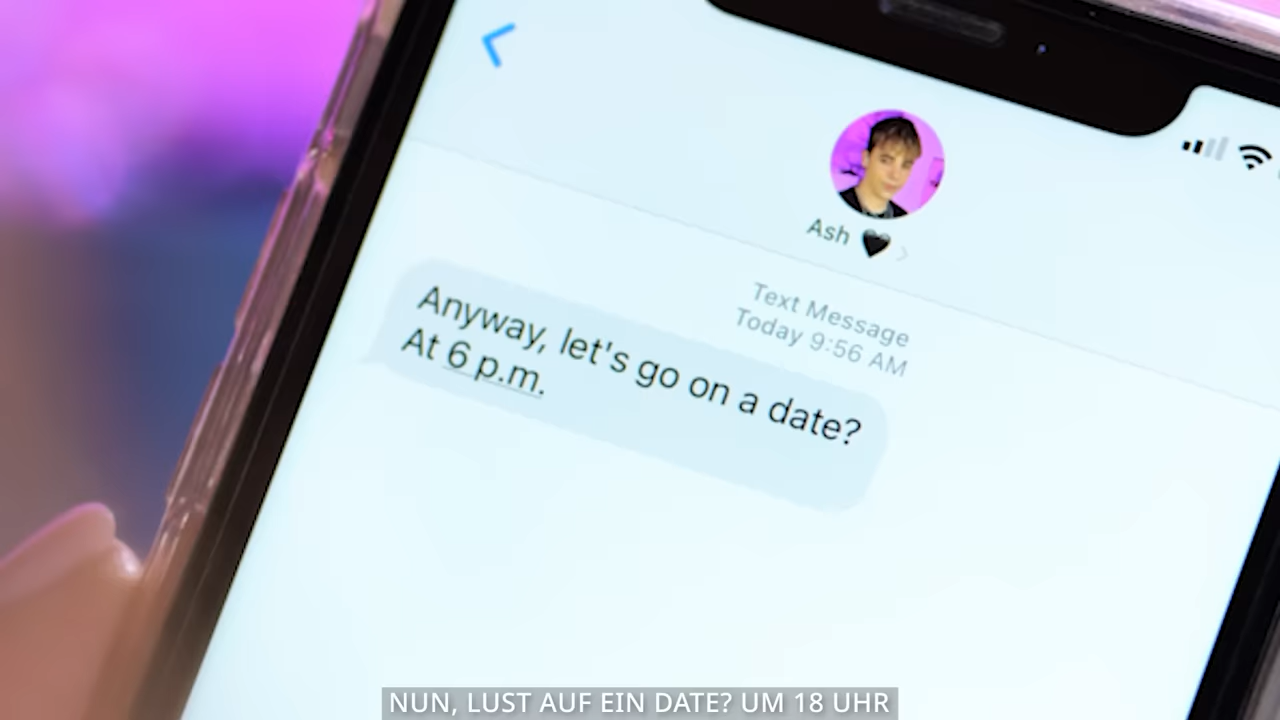 Ash 🖤
Text Message
Today 9:56 AM
Anyway, let's go on a date?
At 6 p.m.
NUN, LUST AUF EIN DATE? UM 18 UHR